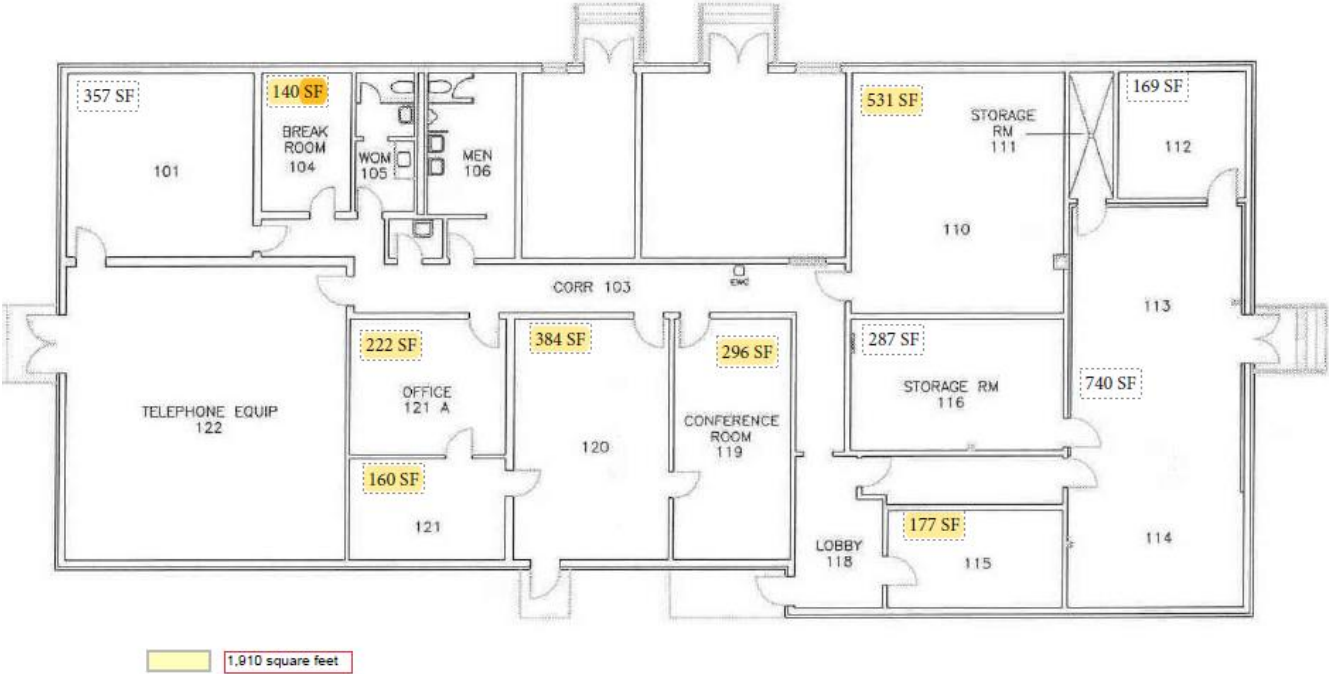 357 SF
140 SF
531 SF
169 SF
BREAK
ROOM
104
WOM
105
MEN
106
STORAGE
RM
111
112
101
110
CORR 103
EWC
113
222 SF
384 SF
296 SF
287 SF
740 SF
OFFICE
121 A
STORAGE RM
116
TELEPHONE EQUIP
122
120
CONFERENCE
ROOM
119
160 SF
121
177 SF
LOBBY
118
115
114
1,910 square feet